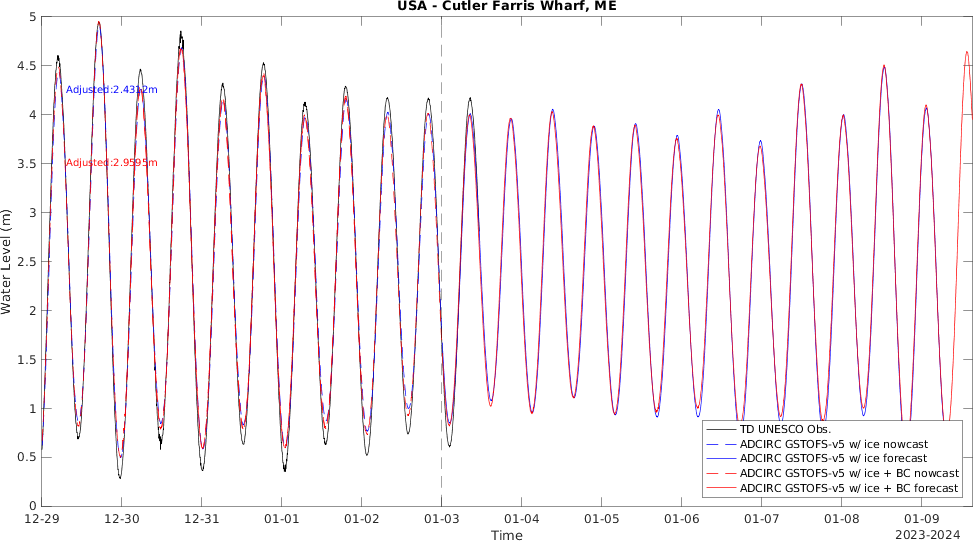 USA - Cutler Farris Wharf, ME
5
4.5
4
3.5
3
2.5
2
1.5
1
0.5
0
Water Level (m)
Adjusted:2.4312m
Adjusted:2.9595m
TD UNESCO Obs.
ADCIRC GSTOFS-v5 w/ ice nowcast
ADCIRC GSTOFS-v5 w/ ice forecast
ADCIRC GSTOFS-v5 w/ ice + BC nowcast
ADCIRC GSTOFS-v5 w/ ice + BC forecast
12-29 12-30 12-31 01-01 01-02 01-03 01-04 01-05 01-06 01-07 01-08 01-09
Time
2023-2024